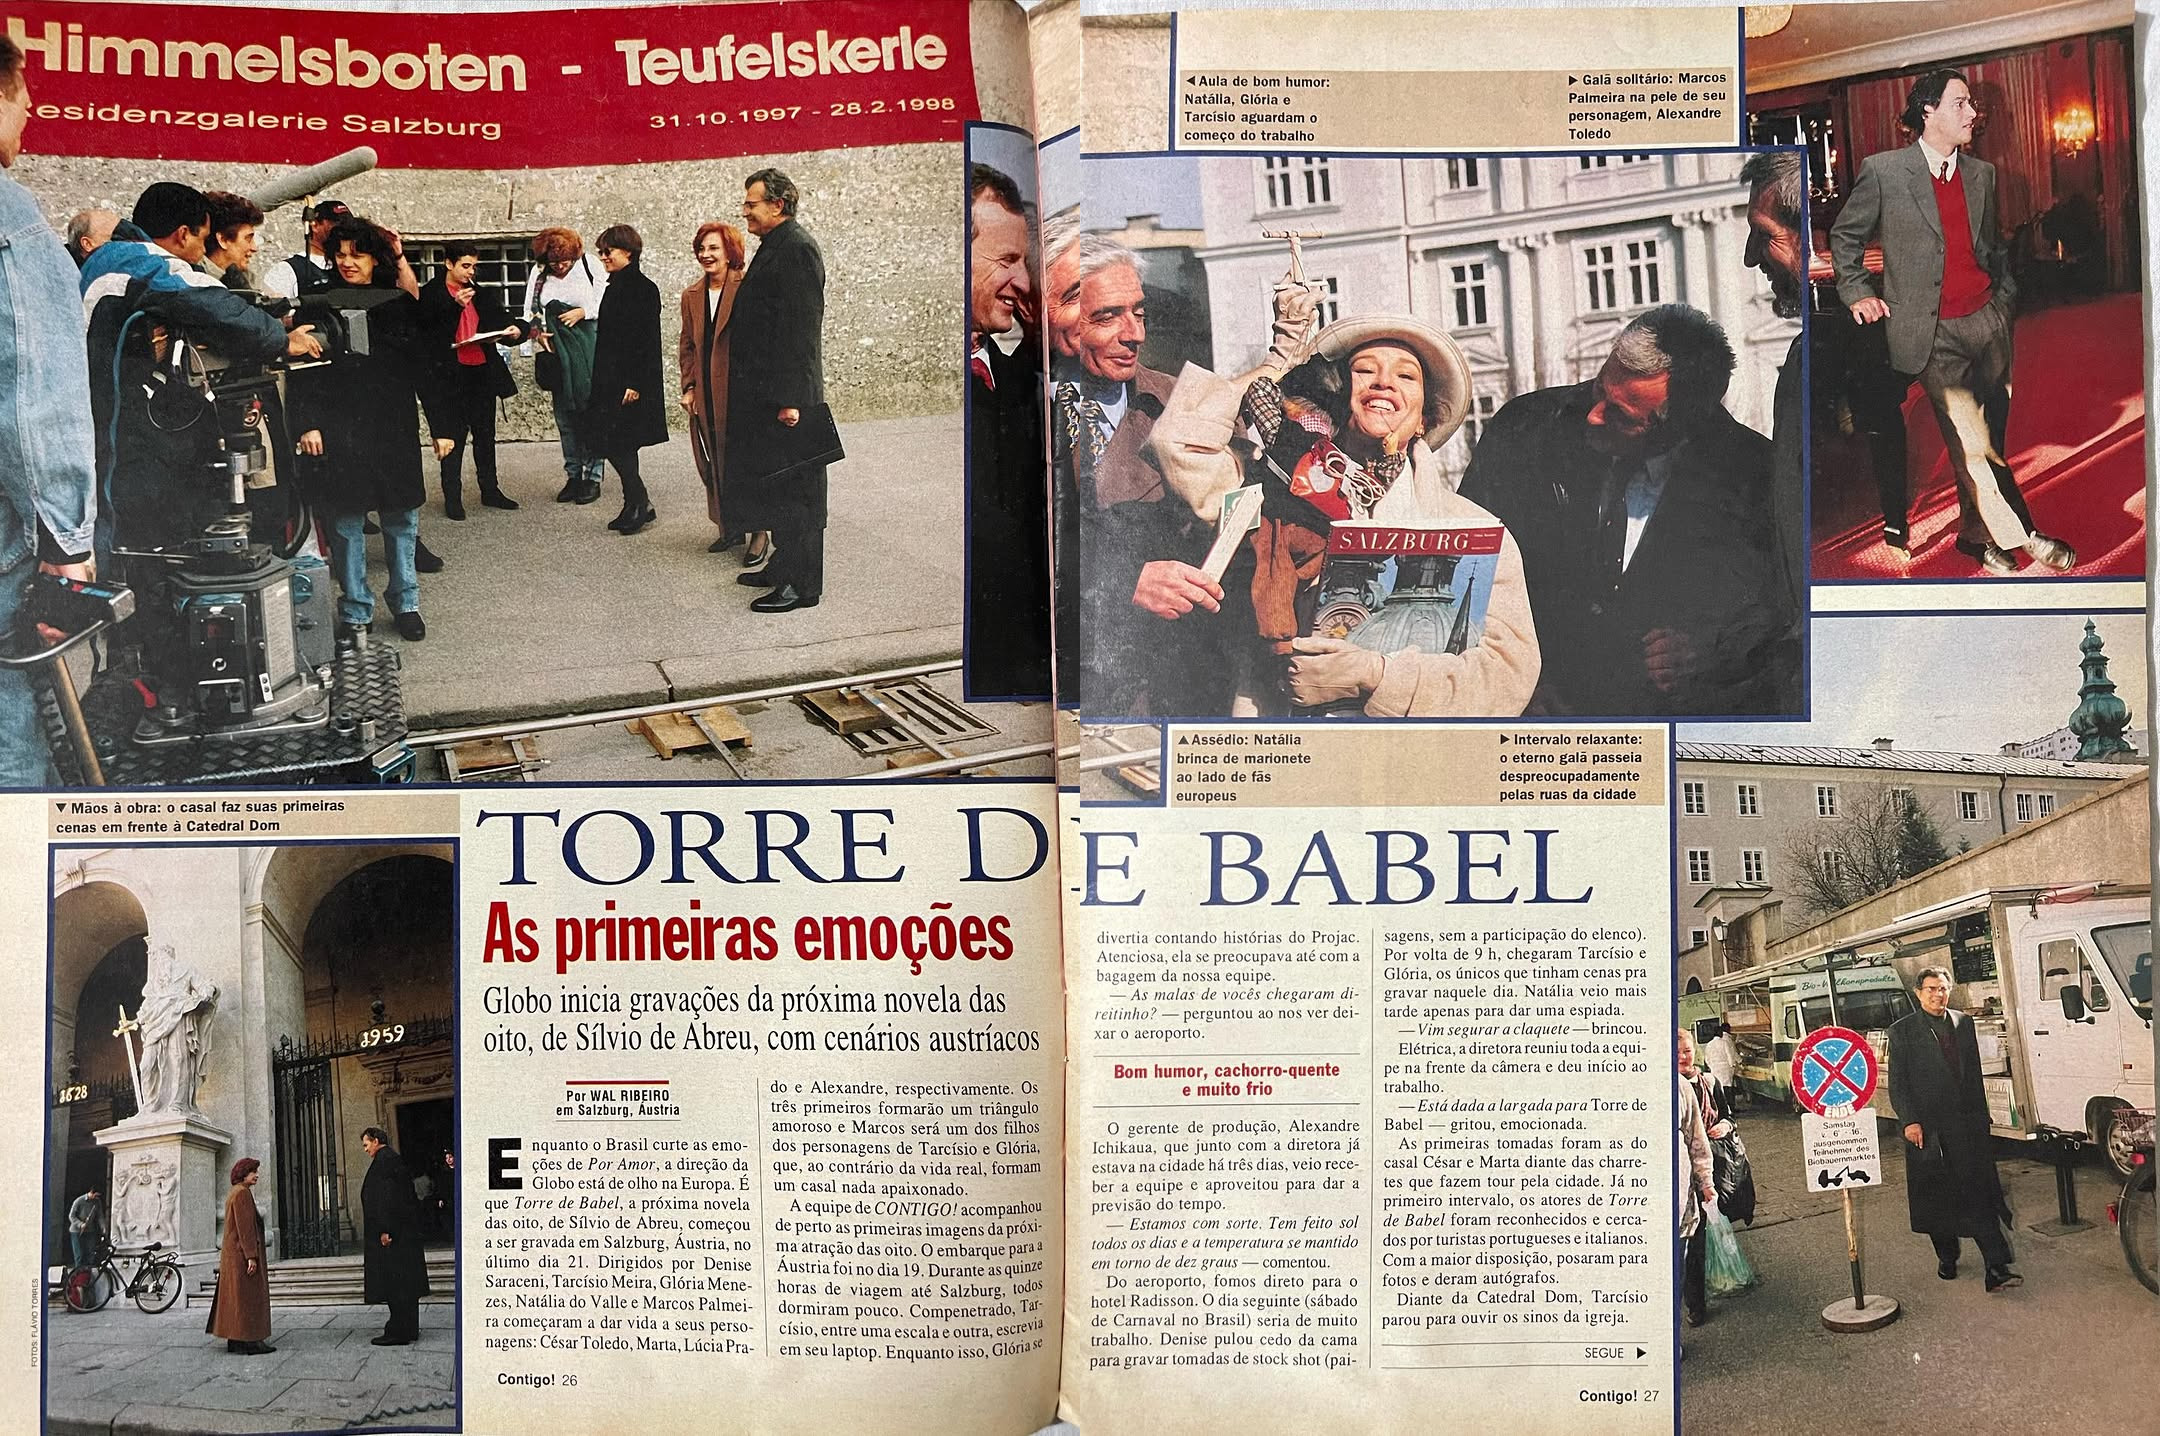 Himmelsboten - Teufelskerle
Residenzgalerie Salzburg
31.10.1997 - 28.2.1998
◀ Aula de bom humor:
Natália, Glória e
Tarcísio aguardam o
começo do trabalho
▶ Galã solitário: Marcos
Palmeira na pele de seu
personagem, Alexandre
Toledo
SALZBURG
▲ Assédio: Natália
brinca de marionete
ao lado de fãs
europeus
▶ Intervalo relaxante:
o eterno galã passeia
despreocupadamente
pelas ruas da cidade
▼ Mãos à obra: o casal faz suas primeiras
cenas em frente à Catedral Dom
1628
1959
FOTOS: FLÁVIO TORRES
TORRE DE BABEL
As primeiras emoções
Globo inicia gravações da próxima novela das
oito, de Sílvio de Abreu, com cenários austríacos
Por WAL RIBEIRO
em Salzburg, Áustria
Enquanto o Brasil curte as emo-
ções de Por Amor, a direção da
Globo está de olho na Europa. É
que Torre de Babel, a próxima novela
das oito, de Sílvio de Abreu, começou
a ser gravada em Salzburg, Áustria, no
último dia 21. Dirigidos por Denise
Saraceni, Tarcísio Meira, Glória Mene-
zes, Natália do Valle e Marcos Palmei-
ra começaram a dar vida a seus perso-
nagens: César Toledo, Marta, Lúcia Pra-
do e Alexandre, respectivamente. Os
três primeiros formarão um triângulo
amoroso e Marcos será um dos filhos
dos personagens de Tarcísio e Glória,
que, ao contrário da vida real, formam
um casal nada apaixonado.
A equipe de CONTIGO! acompanhou
de perto as primeiras imagens da próxi-
ma atração das oito. O embarque para a
Áustria foi no dia 19. Durante as quinze
horas de viagem até Salzburg, todos
dormiram pouco. Compenetrado, Tar-
císio, entre uma escala e outra, escrevia
em seu laptop. Enquanto isso, Glória se
Contigo! 26
divertia contando histórias do Projac.
Atenciosa, ela se preocupava até com a
bagagem da nossa equipe.
— As malas de vocês chegaram di-
reitinho? — perguntou ao nos ver dei-
xar o aeroporto.
Bom humor, cachorro-quente
e muito frio
O gerente de produção, Alexandre
Ichikaua, que junto com a diretora já
estava na cidade há três dias, veio rece-
ber a equipe e aproveitou para dar a
previsão do tempo.
— Estamos com sorte. Tem feito sol
todos os dias e a temperatura se mantido
em torno de dez graus — comentou.
Do aeroporto, fomos direto para o
hotel Radisson. O dia seguinte (sábado
de Carnaval no Brasil) seria de muito
trabalho. Denise pulou cedo da cama
para gravar tomadas de stock shot (pai-
sagens, sem a participação do elenco).
Por volta de 9 h, chegaram Tarcísio e
Glória, os únicos que tinham cenas pra
gravar naquele dia. Natália veio mais
tarde apenas para dar uma espiada.
— Vim segurar a claquete — brincou.
Elétrica, a diretora reuniu toda a equi-
pe na frente da câmera e deu início ao
trabalho.
— Está dada a largada para Torre de
Babel — gritou, emocionada.
As primeiras tomadas foram as do
casal César e Marta diante das charre-
tes que fazem tour pela cidade. Já no
primeiro intervalo, os atores de Torre
de Babel foram reconhecidos e cerca-
dos por turistas portugueses e italianos.
Com a maior disposição, posaram para
fotos e deram autógrafos.
Diante da Catedral Dom, Tarcísio
parou para ouvir os sinos da igreja.
SEGUE ▶
Contigo! 27
Bio-Vollkornprodukte
ENDE
Samstag
v. 6 - 16
ausgenommen
Teilnehmer des
Biobauernmarktes